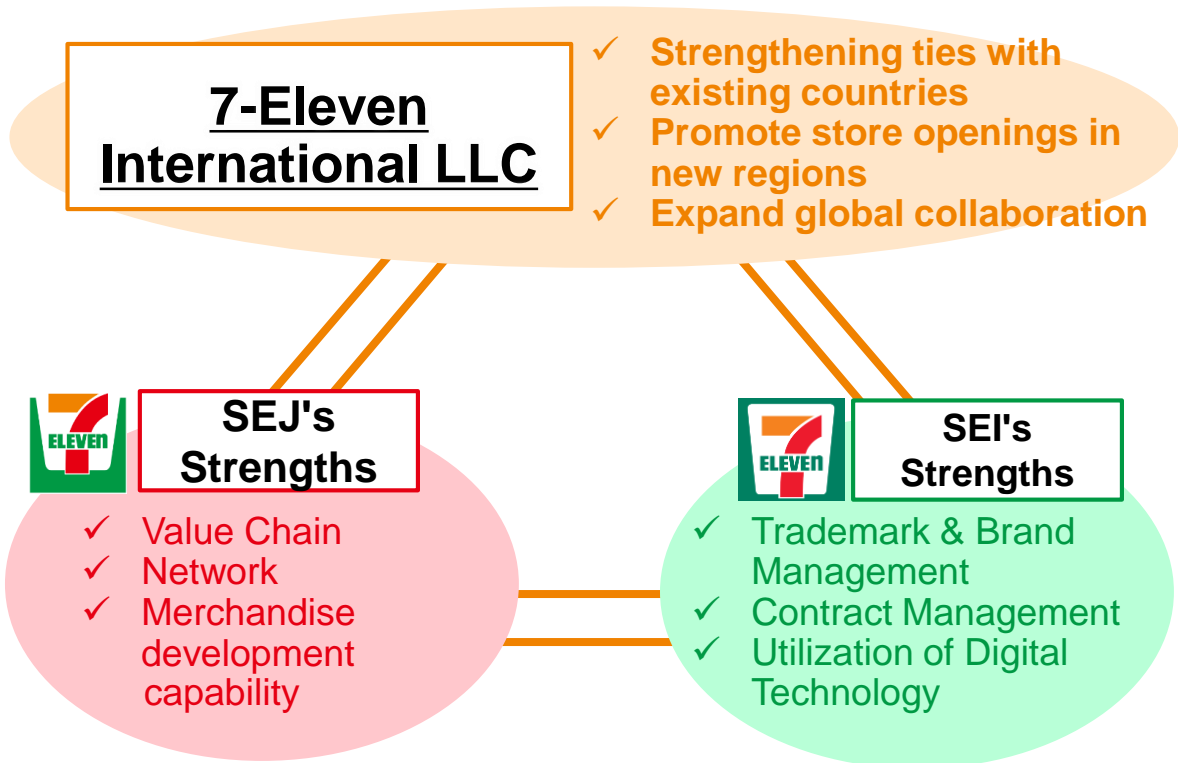 7-Eleven
International LLC
✓ Strengthening ties with
existing countries
✓ Promote store openings in
new regions
✓ Expand global collaboration
ELEVEn
SEJ's
Strengths
✓ Value Chain
✓ Network
✓ Merchandise
development
capability
ELEVEn
SEI's
Strengths
✓ Trademark & Brand
Management
✓ Contract Management
✓ Utilization of Digital
Technology